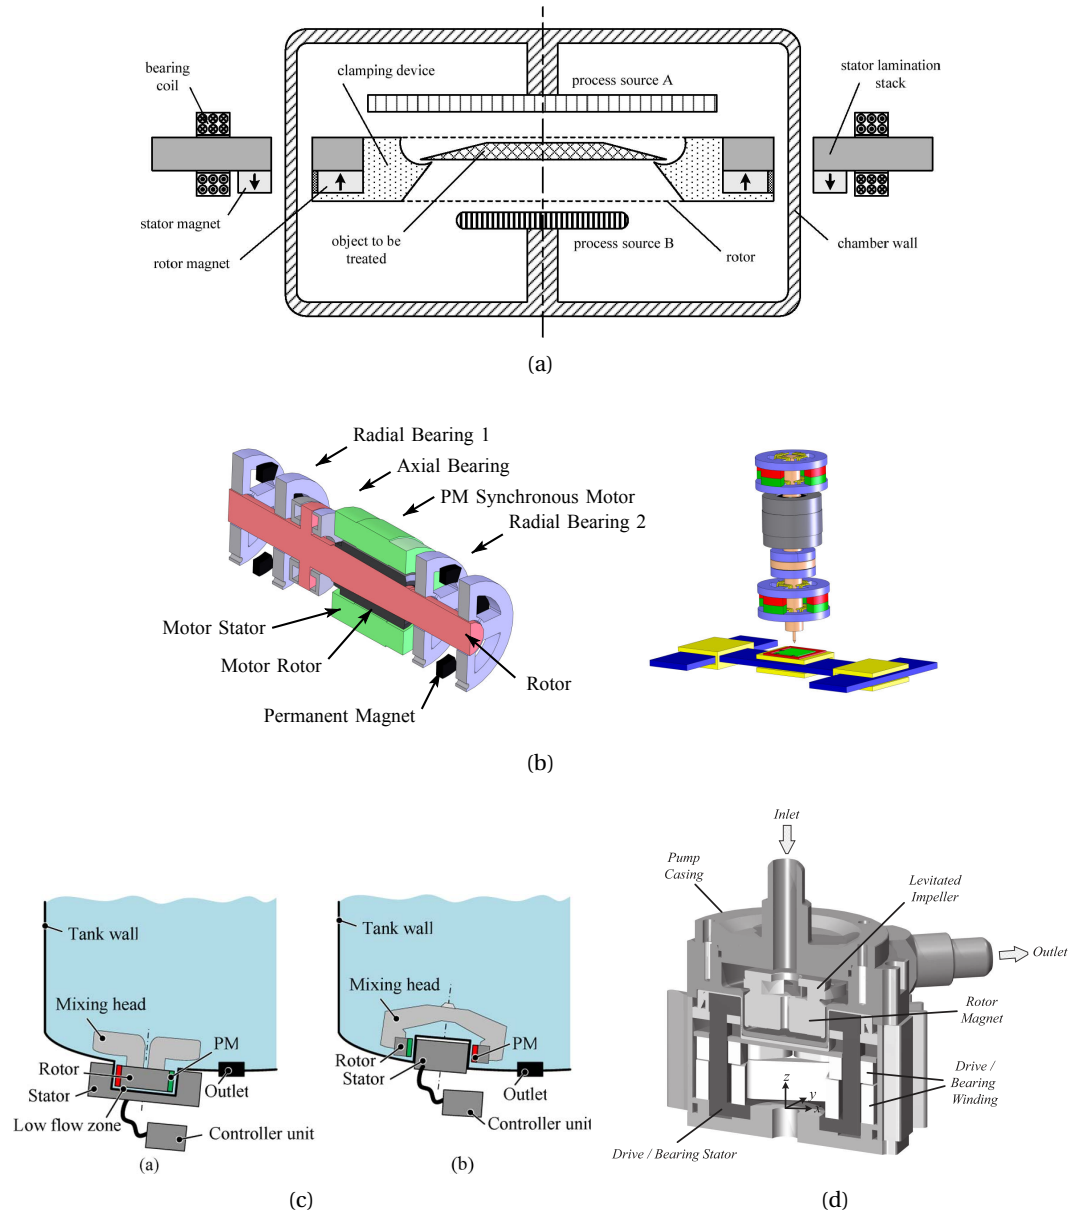 bearing
coil
clamping device
process source A
stator lamination
stack
stator magnet
rotor magnet
object to be
treated
process source B
rotor
chamber wall
(a)
Radial Bearing 1
Axial Bearing
PM Synchronous Motor
Radial Bearing 2
Motor Stator
Motor Rotor
Rotor
Permanent Magnet
(b)
Tank wall
Mixing head
PM
Rotor
Stator
Outlet
Low flow zone
Controller unit
(a)
Tank wall
Mixing head
PM
Rotor
Stator
Outlet
Controller unit
(b)
(c)
Inlet
Pump
Casing
Levitated
Impeller
Outlet
Rotor
Magnet
Drive /
Bearing
Winding
z
y
x
Drive / Bearing Stator
(d)